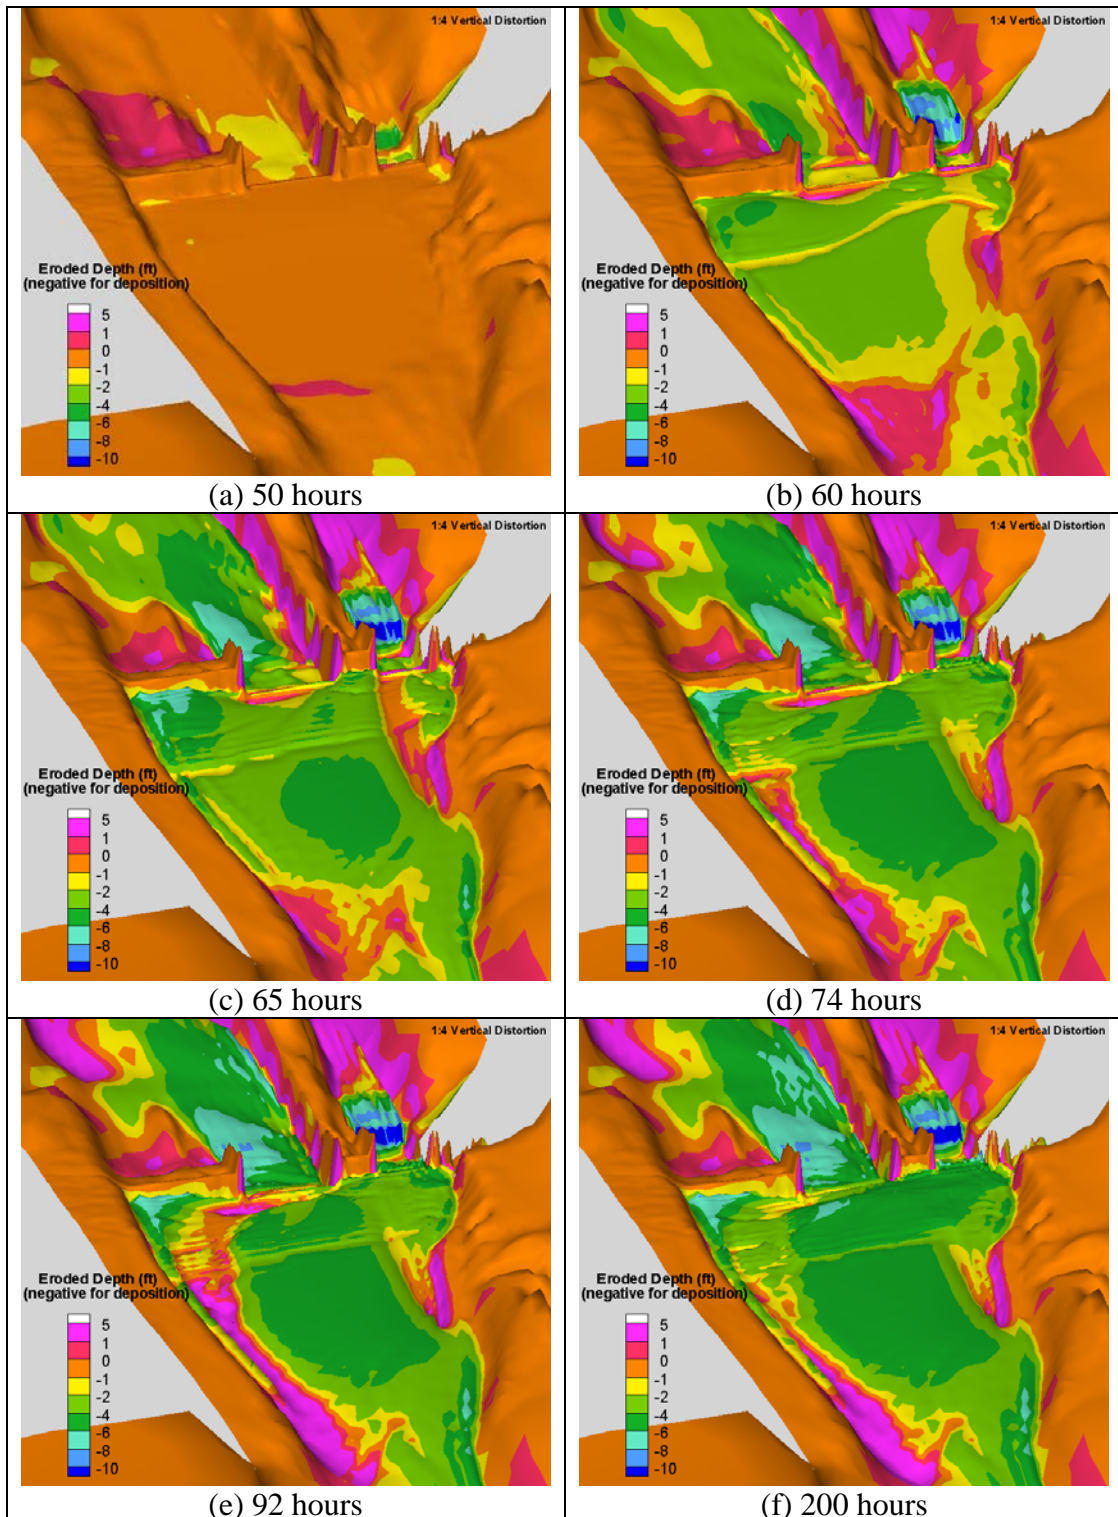 1:4 Vertical Distortion
Eroded Depth (ft)
(negative for deposition)
5
1
0
-1
-2
-4
-6
-8
-10
(a) 50 hours
1:4 Vertical Distortion
Eroded Depth (ft)
(negative for deposition)
5
1
0
-1
-2
-4
-6
-8
-10
(b) 60 hours
1:4 Vertical Distortion
Eroded Depth (ft)
(negative for deposition)
5
1
0
-1
-2
-4
-6
-8
-10
(c) 65 hours
1:4 Vertical Distortion
Eroded Depth (ft)
(negative for deposition)
5
1
0
-1
-2
-4
-6
-8
-10
(d) 74 hours
1:4 Vertical Distortion
Eroded Depth (ft)
(negative for deposition)
5
1
0
-1
-2
-4
-6
-8
-10
(e) 92 hours
1:4 Vertical Distortion
Eroded Depth (ft)
(negative for deposition)
5
1
0
-1
-2
-4
-6
-8
-10
(f) 200 hours